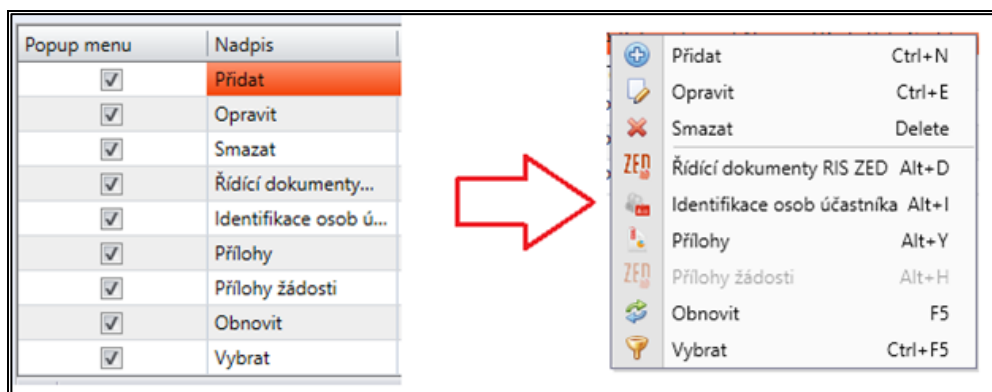 Popup menu Nadpis
Přidat
Opravit
Smazat
Řídící dokumenty...
Identifikace osob ú...
Přílohy
Přílohy žádosti
Obnovit
Vybrat
Přidat Ctrl+N
Opravit Ctrl+E
Smazat Delete
ZED Řídící dokumenty RIS ZED Alt+D
Identifikace osob účastníka Alt+I
Přílohy Alt+Y
ZED Přílohy žádosti Alt+H
Obnovit F5
Vybrat Ctrl+F5